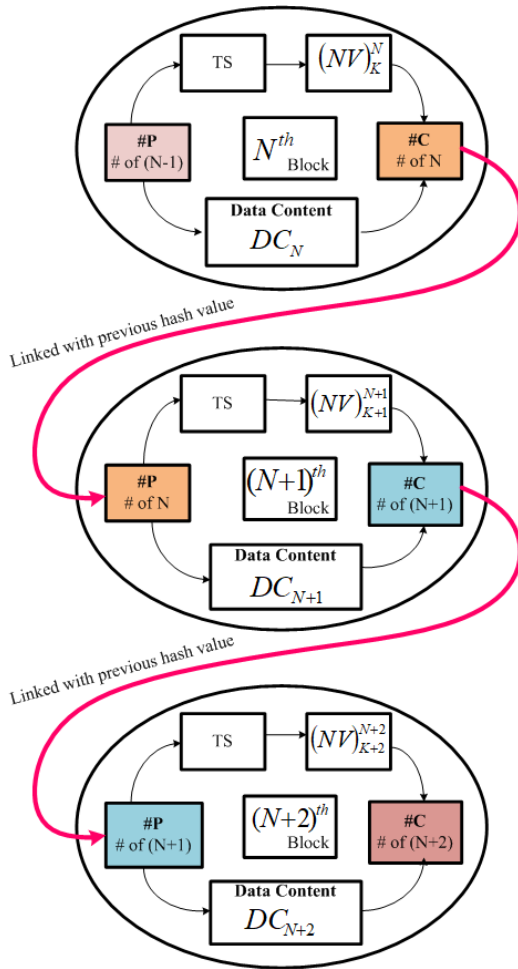 TS
(NV)_K^N
#P
# of (N-1)
N^th
Block
#C
# of N
Data Content
DC_N
Linked with previous hash value
TS
(NV)_{K+1}^{N+1}
#P
# of N
(N+1)^th
Block
#C
# of (N+1)
Data Content
DC_{N+1}
Linked with previous hash value
TS
(NV)_{K+2}^{N+2}
#P
# of (N+1)
(N+2)^th
Block
#C
# of (N+2)
Data Content
DC_{N+2}